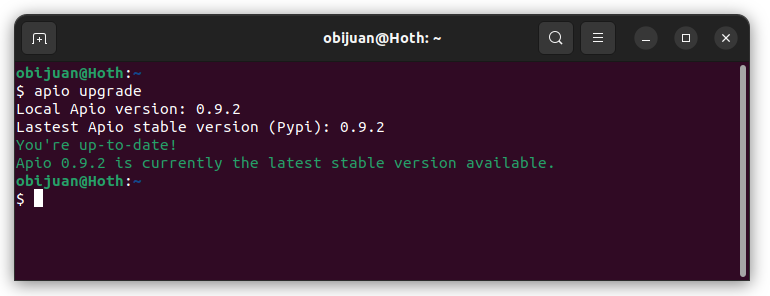 obijuan@Hoth: ~
obijuan@Hoth:~
$ apio upgrade
Local Apio version: 0.9.2
Lastest Apio stable version (Pypi): 0.9.2
You're up-to-date!
Apio 0.9.2 is currently the latest stable version available.
obijuan@Hoth:~
$